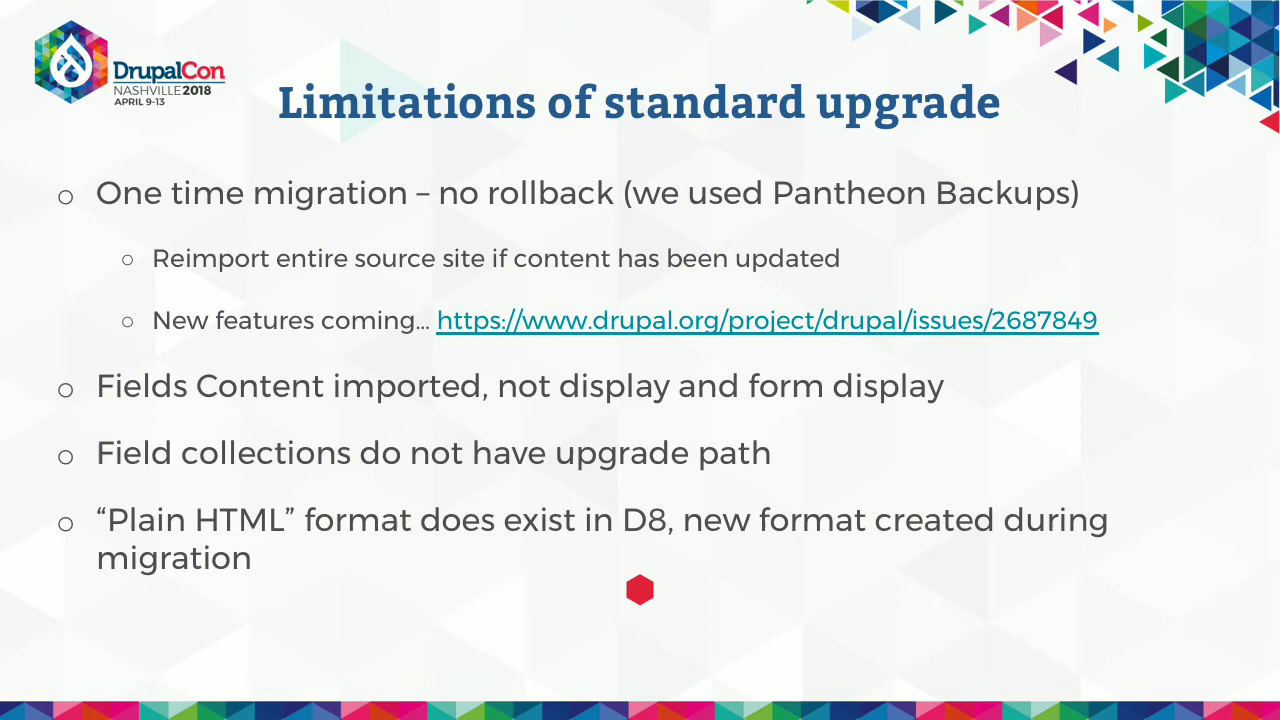 DrupalCon
NASHVILLE 2018
APRIL 9-13
Limitations of standard upgrade
○ One time migration – no rollback (we used Pantheon Backups)
○ Reimport entire source site if content has been updated
○ New features coming... https://www.drupal.org/project/drupal/issues/2687849
○ Fields Content imported, not display and form display
○ Field collections do not have upgrade path
○ “Plain HTML” format does exist in D8, new format created during
migration